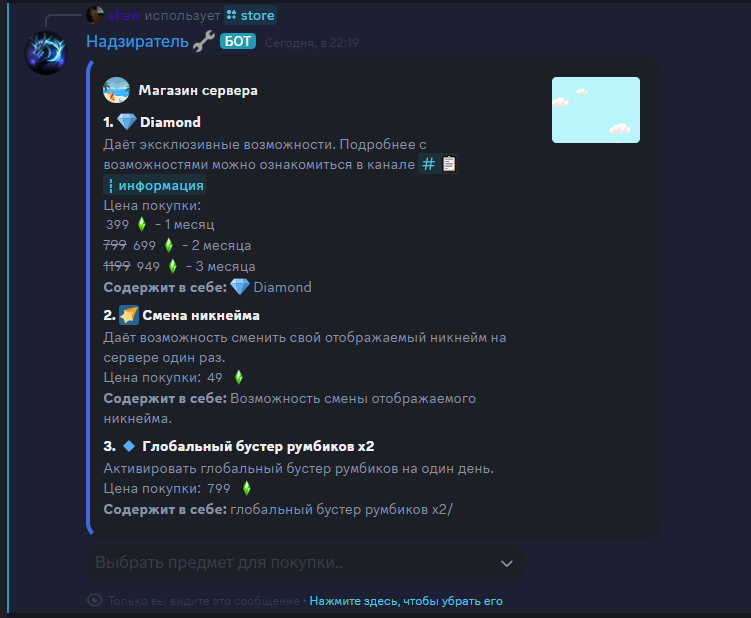 skew использует store
Надзиратель БОТ Сегодня, в 22:19
Магазин сервера
1. Diamond
Даёт эксклюзивные возможности. Подробнее с
возможностями можно ознакомиться в канале #
┆ информация
Цена покупки:
399 - 1 месяц
799 699 - 2 месяца
1199 949 - 3 месяца
Содержит в себе: Diamond
2. Смена никнейма
Даёт возможность сменить свой отображаемый никнейм на
сервере один раз.
Цена покупки: 49
Содержит в себе: Возможность смены отображаемого
никнейма.
3. Глобальный бустер румбиков x2
Активировать глобальный бустер румбиков на один день.
Цена покупки: 799
Содержит в себе: глобальный бустер румбиков x2/
Выбрать предмет для покупки..
Только вы видите это сообщение • Нажмите здесь, чтобы убрать его